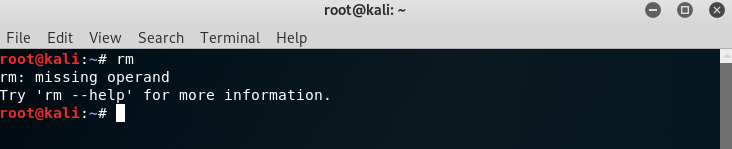 root@kali: ~
File Edit View Search Terminal Help
root@kali:~# rm
rm: missing operand
Try 'rm --help' for more information.
root@kali:~#